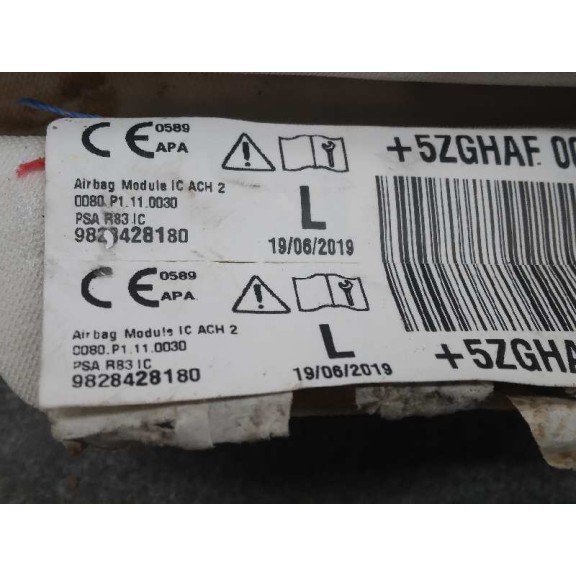 CE 0589 APA
+5ZGHAF 00
Airbag Module IC ACH 2
0080.P1.11.0030
PSA R83 IC
9828428180
L
19/06/2019
CE 0589 APA
Airbag Module IC ACH 2
0080.P1.11.0030
PSA R83 IC
9828428180
L
19/06/2019
+5ZGHA